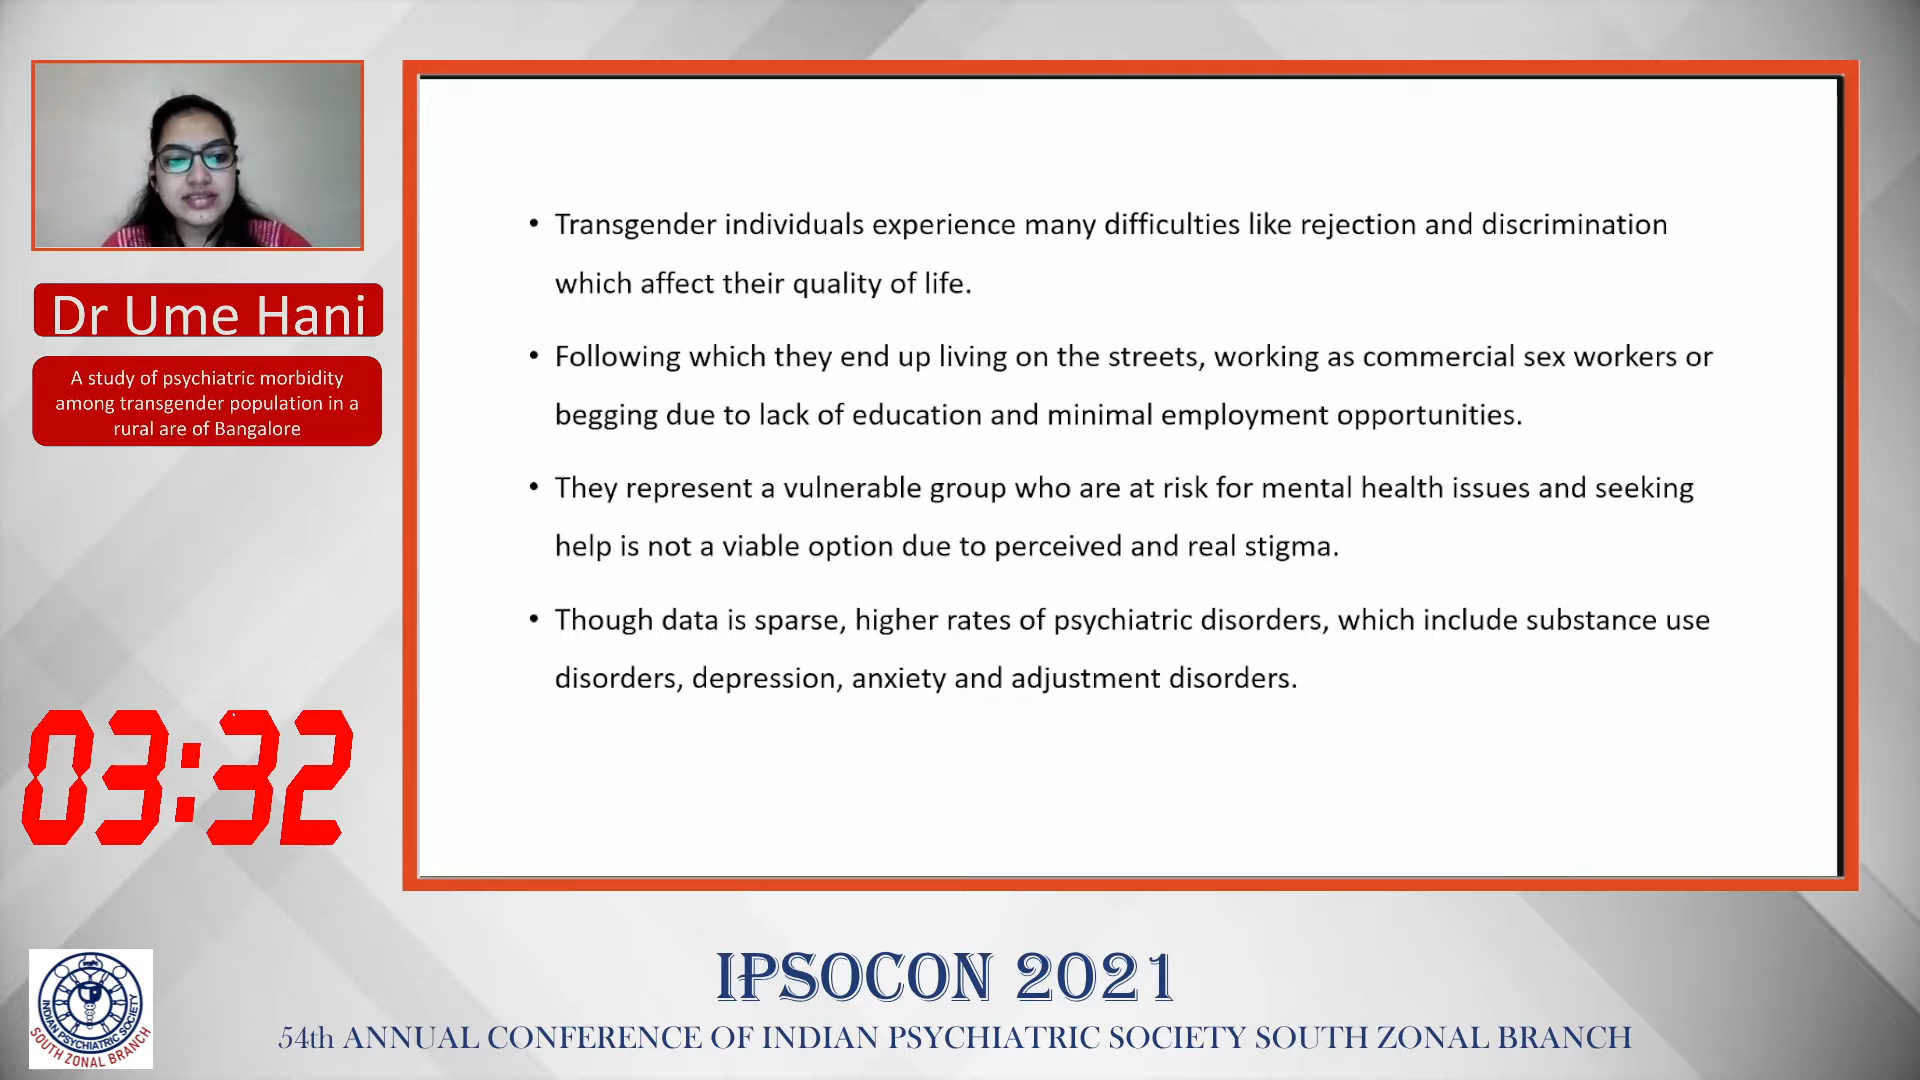 Dr Ume Hani
A study of psychiatric morbidity
among transgender population in a
rural are of Bangalore
03:32
• Transgender individuals experience many difficulties like rejection and discrimination
which affect their quality of life.
• Following which they end up living on the streets, working as commercial sex workers or
begging due to lack of education and minimal employment opportunities.
• They represent a vulnerable group who are at risk for mental health issues and seeking
help is not a viable option due to perceived and real stigma.
• Though data is sparse, higher rates of psychiatric disorders, which include substance use
disorders, depression, anxiety and adjustment disorders.
INDIAN PSYCHIATRIC SOCIETY
SOUTH ZONAL BRANCH
IPSOCON 2021
54th ANNUAL CONFERENCE OF INDIAN PSYCHIATRIC SOCIETY SOUTH ZONAL BRANCH